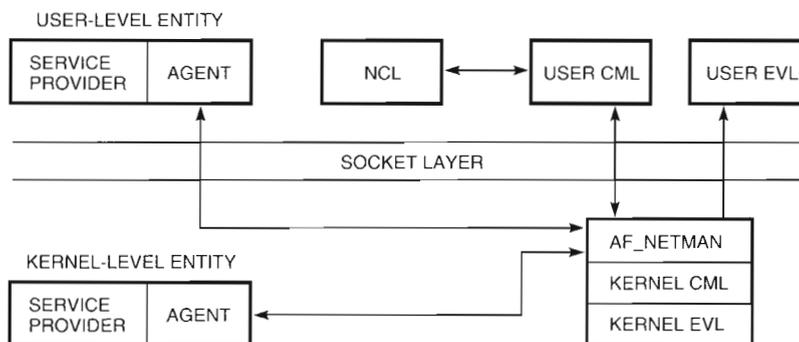 USER-LEVEL ENTITY
SERVICE
PROVIDER
AGENT
NCL
USER CML
USER EVL
SOCKET LAYER
AF_NETMAN
KERNEL CML
KERNEL EVL
KERNEL-LEVEL ENTITY
SERVICE
PROVIDER
AGENT